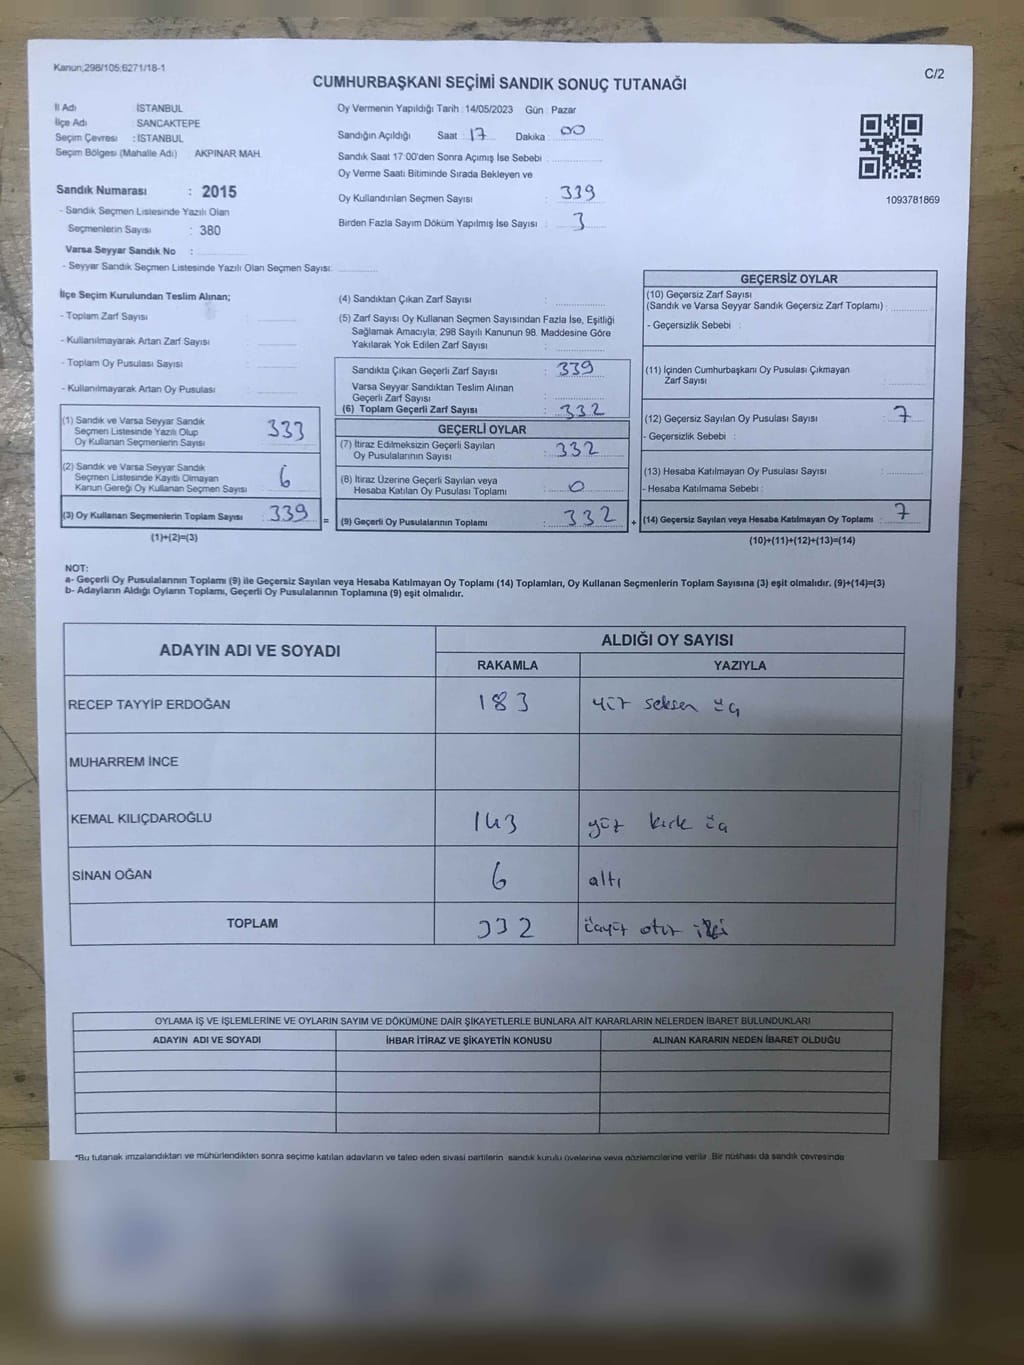 Kanun;298/105;6271/18-1
C/2
CUMHURBAŞKANI SEÇİMİ SANDIK SONUÇ TUTANAĞI
İl Adı : İSTANBUL
İlçe Adı : SANCAKTEPE
Seçim Çevresi : İSTANBUL
Seçim Bölgesi (Mahalle Adı) : AKPINAR MAH.
Sandık Numarası : 2015
- Sandık Seçmen Listesinde Yazılı Olan
Seçmenlerin Sayısı : 380
Varsa Seyyar Sandık No :
- Seyyar Sandık Seçmen Listesinde Yazılı Olan Seçmen Sayısı:
Oy Vermenin Yapıldığı Tarih : 14/05/2023 Gün : Pazar
Sandığın Açıldığı Saat : 17 Dakika : 00
Sandık Saat 17:00'den Sonra Açımış İse Sebebi :
Oy Verme Saati Bitiminde Sırada Bekleyen ve
Oy Kullandırılan Seçmen Sayısı : 339
Birden Fazla Sayım Döküm Yapılmış İse Sayısı : 3
1093781869
İlçe Seçim Kurulundan Teslim Alınan;
- Toplam Zarf Sayısı :
- Kullanılmayarak Artan Zarf Sayısı :
- Toplam Oy Pusulası Sayısı :
- Kullanılmayarak Artan Oy Pusulası :
(1) Sandık ve Varsa Seyyar Sandık
Seçmen Listesinde Yazılı Olup
Oy Kullanan Seçmenlerin Sayısı : 333
(2) Sandık ve Varsa Seyyar Sandık
Seçmen Listesinde Kayıtlı Olmayan
Kanun Gereği Oy Kullanan Seçmen Sayısı : 6
(3) Oy Kullanan Seçmenlerin Toplam Sayısı : 339
(1)+(2)=(3)
(4) Sandıktan Çıkan Zarf Sayısı :
(5) Zarf Sayısı Oy Kullanan Seçmen Sayısından Fazla İse, Eşitliği
Sağlamak Amacıyla; 298 Sayılı Kanunun 98. Maddesine Göre
Yakılarak Yok Edilen Zarf Sayısı :
Sandıkta Çıkan Geçerli Zarf Sayısı : 339
Varsa Seyyar Sandıktan Teslim Alınan
Geçerli Zarf Sayısı :
(6) Toplam Geçerli Zarf Sayısı : 332
GEÇERLİ OYLAR
(7) İtiraz Edilmeksizin Geçerli Sayılan
Oy Pusulalarının Sayısı : 332
(8) İtiraz Üzerine Geçerli Sayılan veya
Hesaba Katılan Oy Pusulası Toplamı : 0
= (9) Geçerli Oy Pusulalarının Toplamı : 332 +
GEÇERSİZ OYLAR
(10) Geçersiz Zarf Sayısı
(Sandık ve Varsa Seyyar Sandık Geçersiz Zarf Toplamı) :
- Geçersizlik Sebebi :
(11) İçinden Cumhurbaşkanı Oy Pusulası Çıkmayan
Zarf Sayısı :
(12) Geçersiz Sayılan Oy Pusulası Sayısı : 7
- Geçersizlik Sebebi :
(13) Hesaba Katılmayan Oy Pusulası Sayısı :
- Hesaba Katılmama Sebebi :
(14) Geçersiz Sayılan veya Hesaba Katılmayan Oy Toplamı : 7
(10)+(11)+(12)+(13)=(14)
NOT:
a- Geçerli Oy Pusulalarının Toplamı (9) ile Geçersiz Sayılan veya Hesaba Katılmayan Oy Toplamı (14) Toplamları, Oy Kullanan Seçmenlerin Toplam Sayısına (3) eşit olmalıdır. (9)+(14)=(3)
b- Adayların Aldığı Oyların Toplamı, Geçerli Oy Pusulalarının Toplamına (9) eşit olmalıdır.
ADAYIN ADI VE SOYADI
ALDIĞI OY SAYISI
RAKAMLA YAZIYLA
RECEP TAYYİP ERDOĞAN 183 yüz seksen üç
MUHARREM İNCE
KEMAL KILIÇDAROĞLU 143 yüz kırk üç
SİNAN OĞAN 6 altı
TOPLAM 332 üçyüz otuz iki
OYLAMA İŞ VE İŞLEMLERİNE VE OYLARIN SAYIM VE DÖKÜMÜNE DAİR ŞİKAYETLERLE BUNLARA AİT KARARLARIN NELERDEN İBARET BULUNDUKLARI
ADAYIN ADI VE SOYADI İHBAR İTİRAZ VE ŞİKAYETİN KONUSU ALINAN KARARIN NEDEN İBARET OLDUĞU
*Bu tutanak imzalandıktan ve mühürlendikten sonra seçime katılan adayların ve talep eden siyasi partilerin sandık kurulu üyelerine veya gözlemcilerine verilir. Bir nüshası da sandık çevresinde